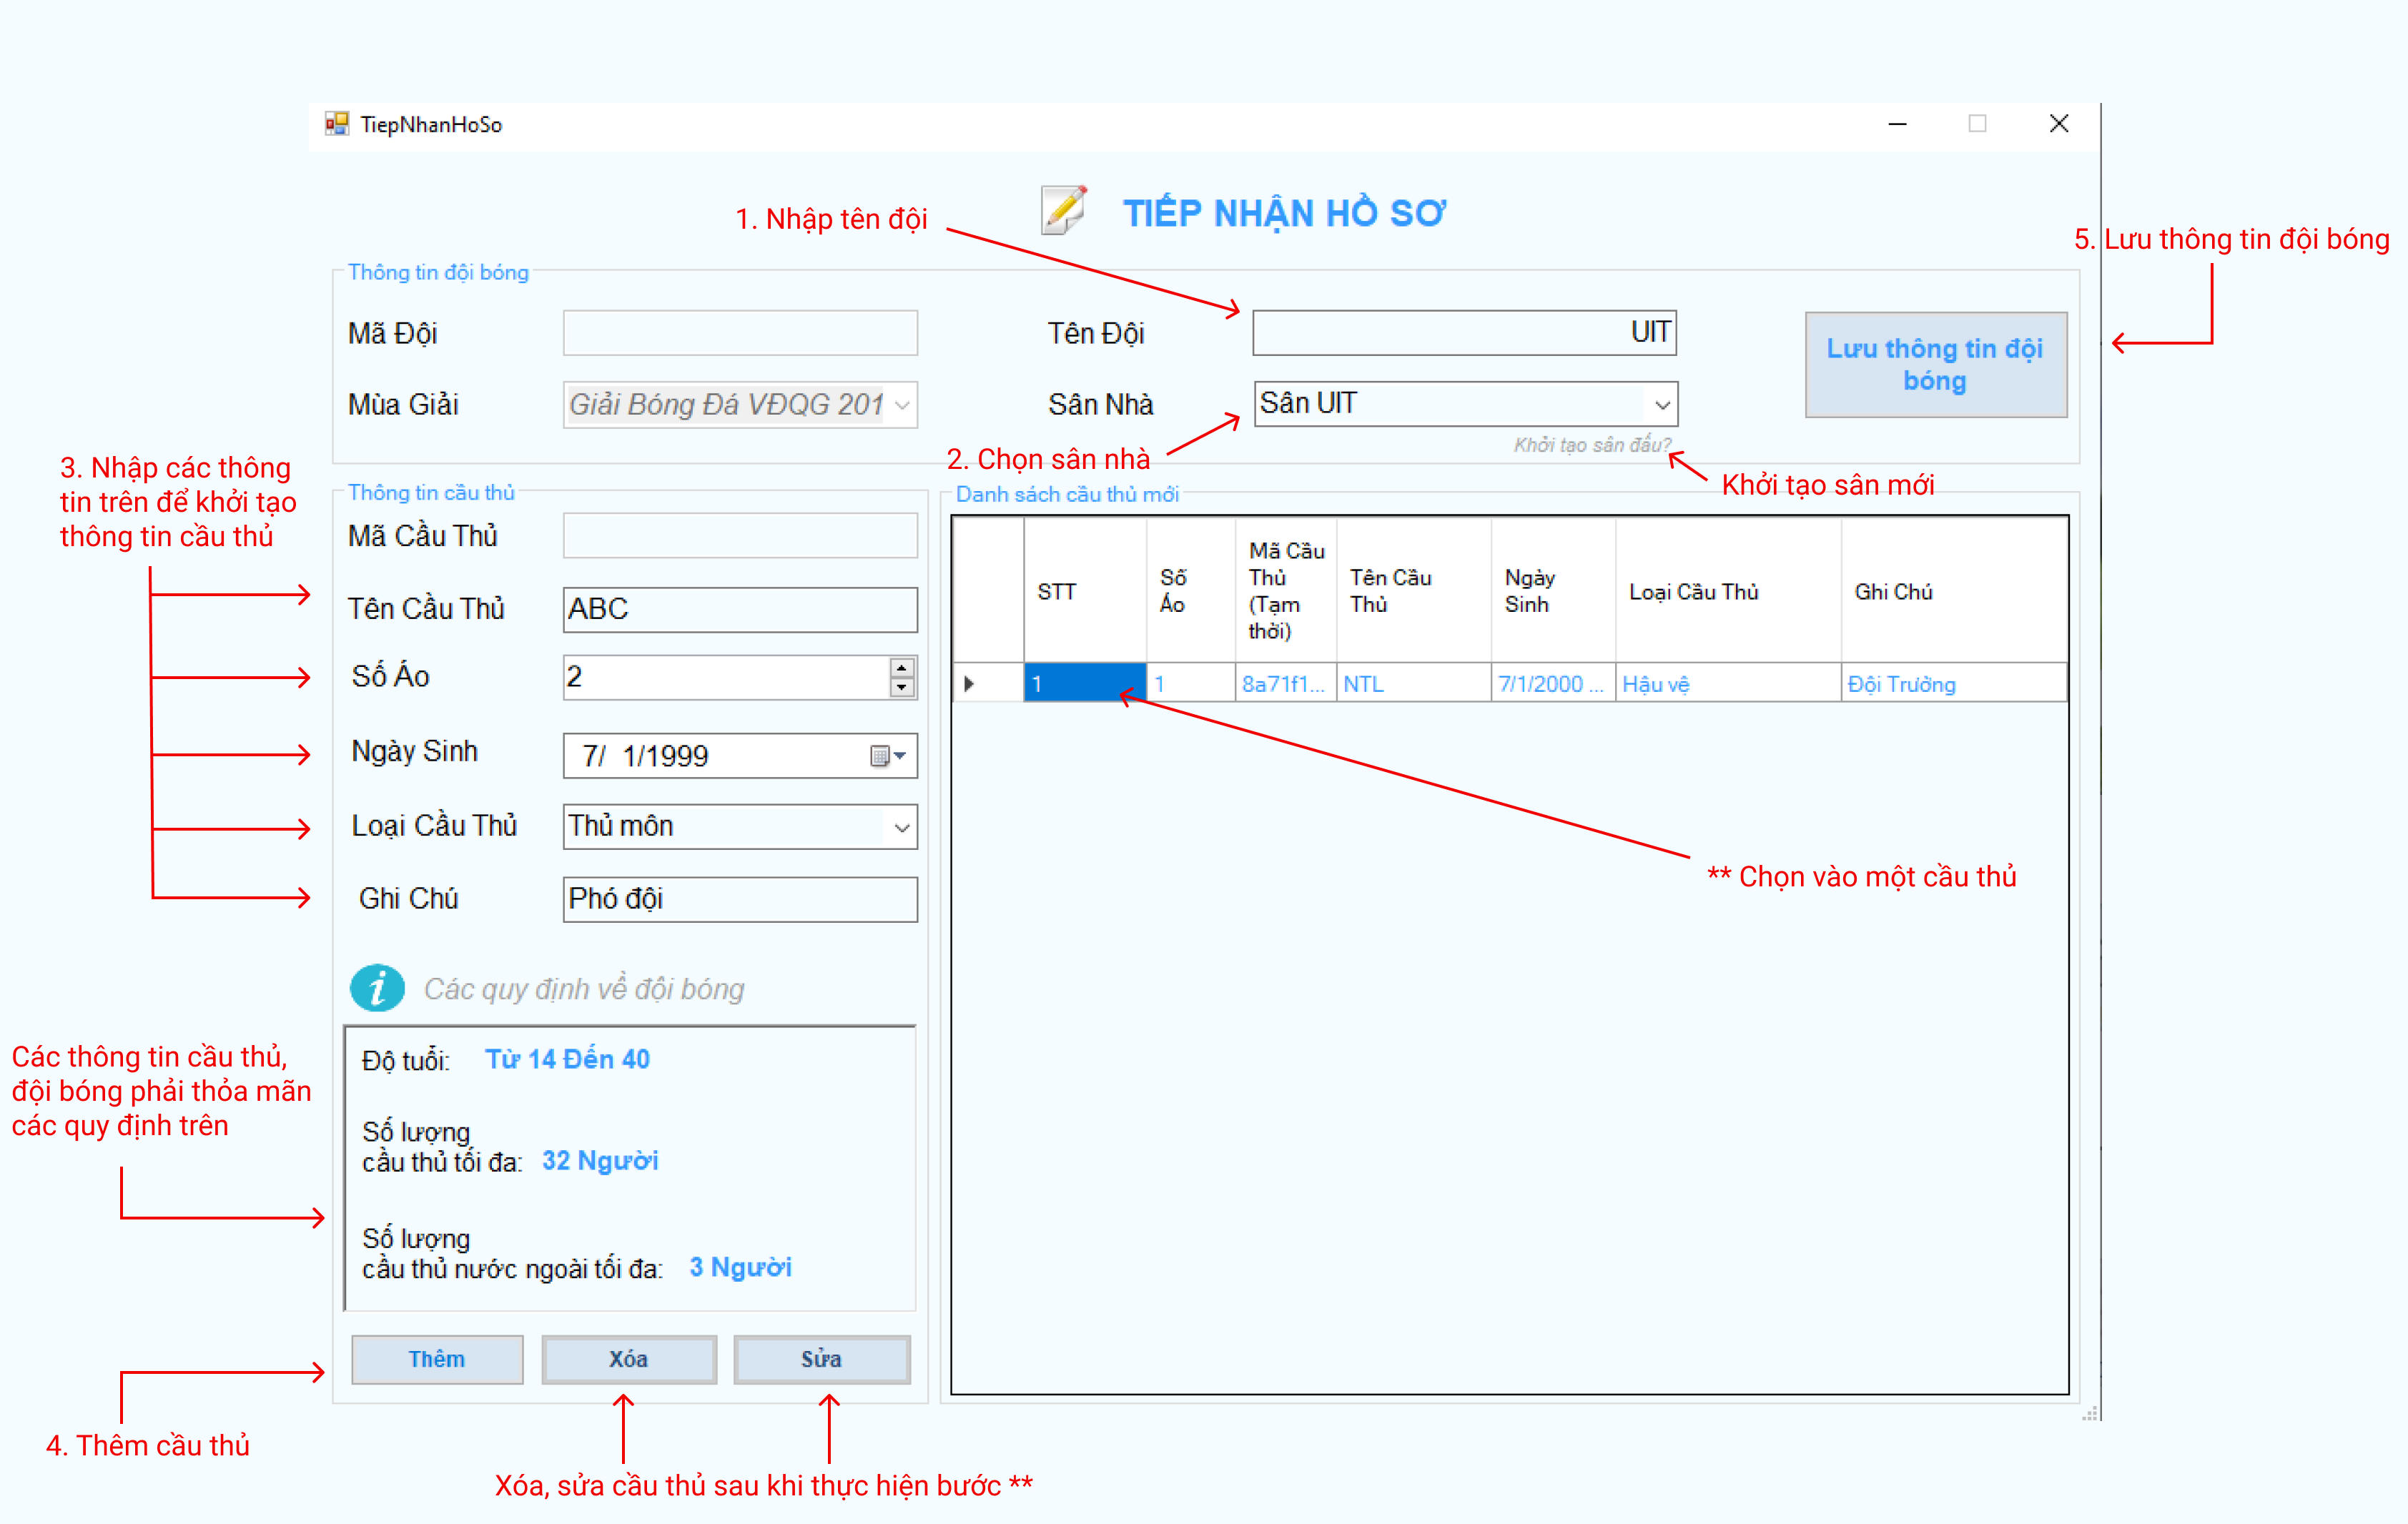 TiepNhanHoSo
TIẾP NHẬN HỒ SƠ
1. Nhập tên đội
5. Lưu thông tin đội bóng
Thông tin đội bóng
Mã Đội
Tên Đội
UIT
Lưu thông tin đội
bóng
Mùa Giải
Giải Bóng Đá VĐQG 201
Sân Nhà
Sân UIT
Khởi tạo sân đấu?
2. Chọn sân nhà
Khởi tạo sân mới
3. Nhập các thông
tin trên để khởi tạo
thông tin cầu thủ
Thông tin cầu thủ
Mã Cầu Thủ
Tên Cầu Thủ
ABC
Số Áo
2
Ngày Sinh
7/ 1/1999
Loại Cầu Thủ
Thủ môn
Ghi Chú
Phó đội
Danh sách cầu thủ mới
STT
Số
Áo
Mã Cầu
Thủ
(Tạm
thời)
Tên Cầu
Thủ
Ngày
Sinh
Loại Cầu Thủ
Ghi Chú
1 1 8a71f1... NTL 7/1/2000 ... Hậu vệ Đội Trưởng
** Chọn vào một cầu thủ
Các quy định về đội bóng
Các thông tin cầu thủ,
đội bóng phải thỏa mãn
các quy định trên
Độ tuổi: Từ 14 Đến 40
Số lượng
cầu thủ tối đa: 32 Người
Số lượng
cầu thủ nước ngoài tối đa: 3 Người
Thêm
Xóa
Sửa
4. Thêm cầu thủ
Xóa, sửa cầu thủ sau khi thực hiện bước **